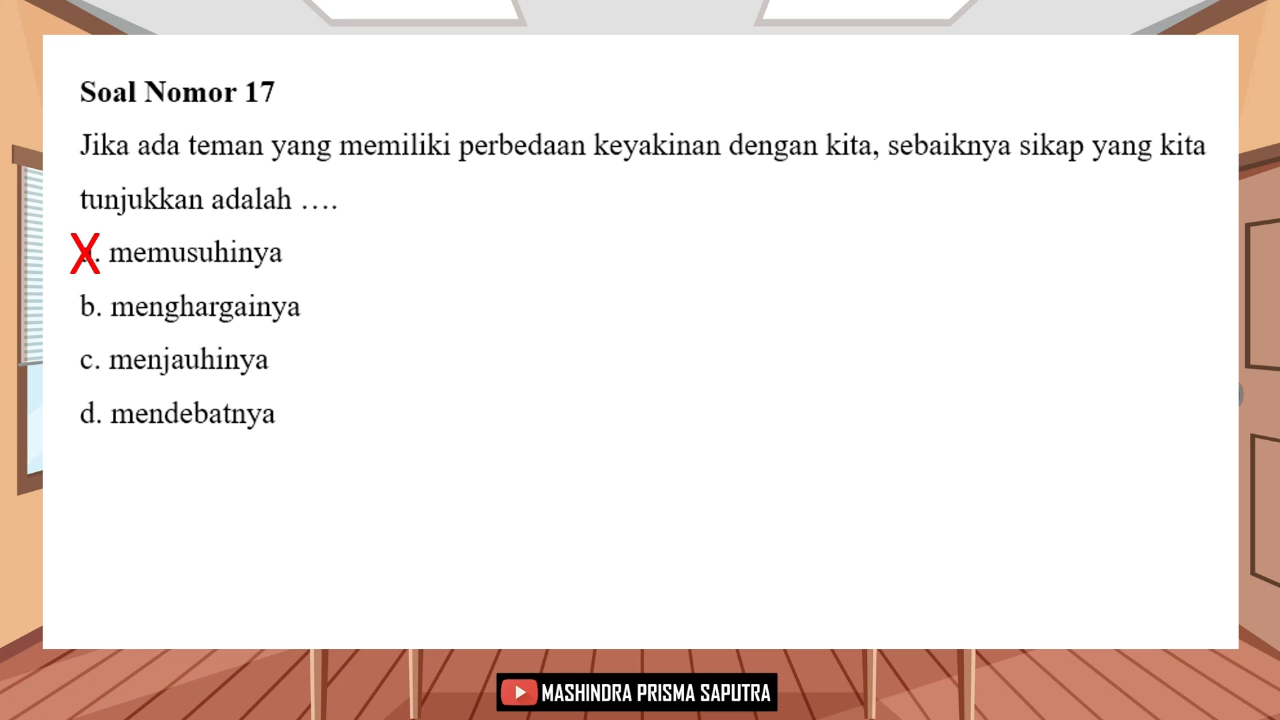 Soal Nomor 17
Jika ada teman yang memiliki perbedaan keyakinan dengan kita, sebaiknya sikap yang kita
tunjukkan adalah ….
X. memusuhinya
b. menghargainya
c. menjauhinya
d. mendebatnya
MASHINDRA PRISMA SAPUTRA